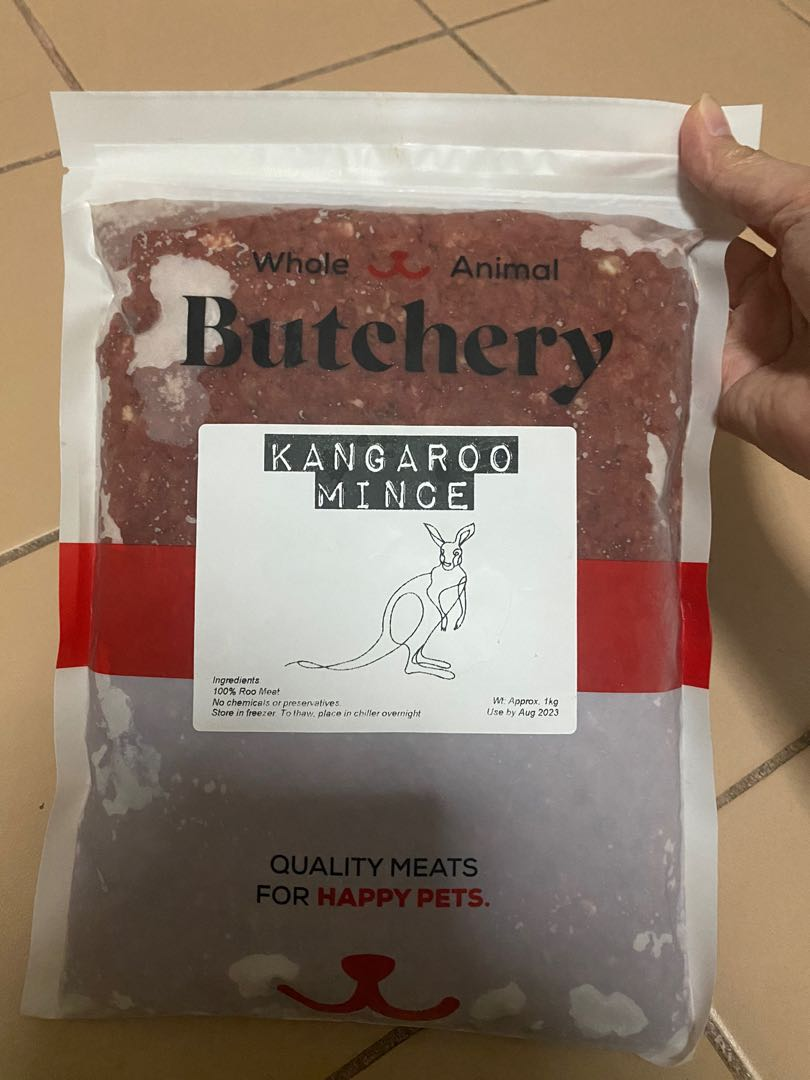 Whole Animal
Butchery
KANGAROO
MINCE
Ingredients:
100% Roo Meat
No chemicals or preservatives.
Store in freezer. To thaw, place in chiller overnight
Wt: Approx. 1kg
Use by Aug 2023
QUALITY MEATS
FOR HAPPY PETS.